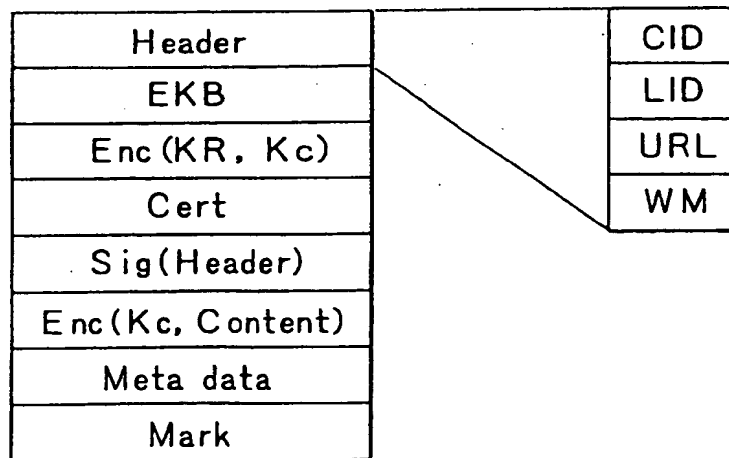 Header
EKB
Enc(KR, Kc)
Cert
Sig(Header)
Enc(Kc, Content)
Meta data
Mark
CID
LID
URL
WM